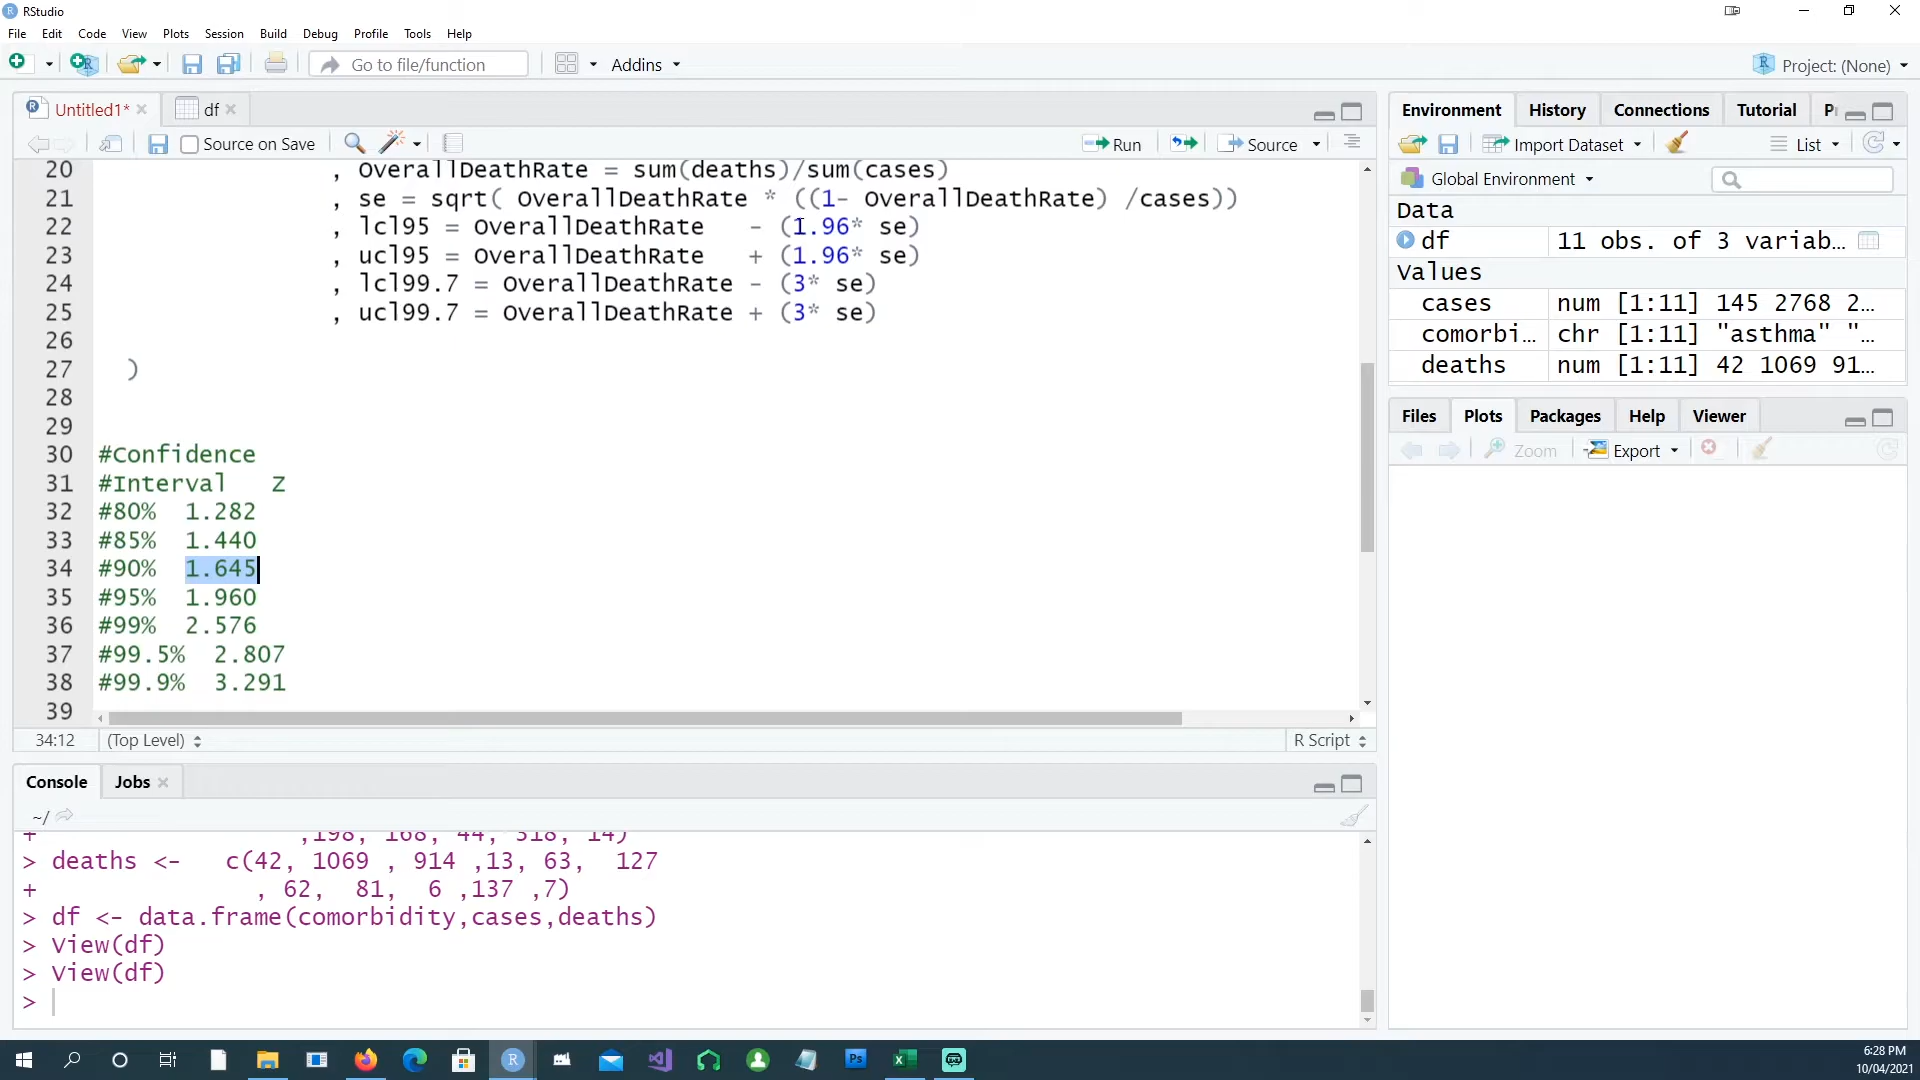 RStudio
File Edit Code View Plots Session Build Debug Profile Tools Help
Go to file/function Addins Project: (None)
Untitled1* df
Source on Save Run Source
20 , OverallDeathRate = sum(deaths)/sum(cases)
21 , se = sqrt( OverallDeathRate * ((1- OverallDeathRate) /cases))
22 , lcl95 = OverallDeathRate - (1.96* se)
23 , ucl95 = OverallDeathRate + (1.96* se)
24 , lcl99.7 = OverallDeathRate - (3* se)
25 , ucl99.7 = OverallDeathRate + (3* se)
26
27 )
28
29
30 #Confidence
31 #Interval Z
32 #80% 1.282
33 #85% 1.440
34 #90% 1.645
35 #95% 1.960
36 #99% 2.576
37 #99.5% 2.807
38 #99.9% 3.291
39
34:12 (Top Level) R Script
Console Jobs
~/
+ ,198, 168, 44, 318, 14)
> deaths <- c(42, 1069 , 914 ,13, 63, 127
+ , 62, 81, 6 ,137 ,7)
> df <- data.frame(comorbidity,cases,deaths)
> View(df)
> View(df)
>
Environment History Connections Tutorial
Import Dataset List
Global Environment
Data
df 11 obs. of 3 variab...
Values
cases num [1:11] 145 2768 2...
comorbi... chr [1:11] "asthma" "...
deaths num [1:11] 42 1069 91...
Files Plots Packages Help Viewer
Zoom Export
Ps
6:28 PM
10/04/2021